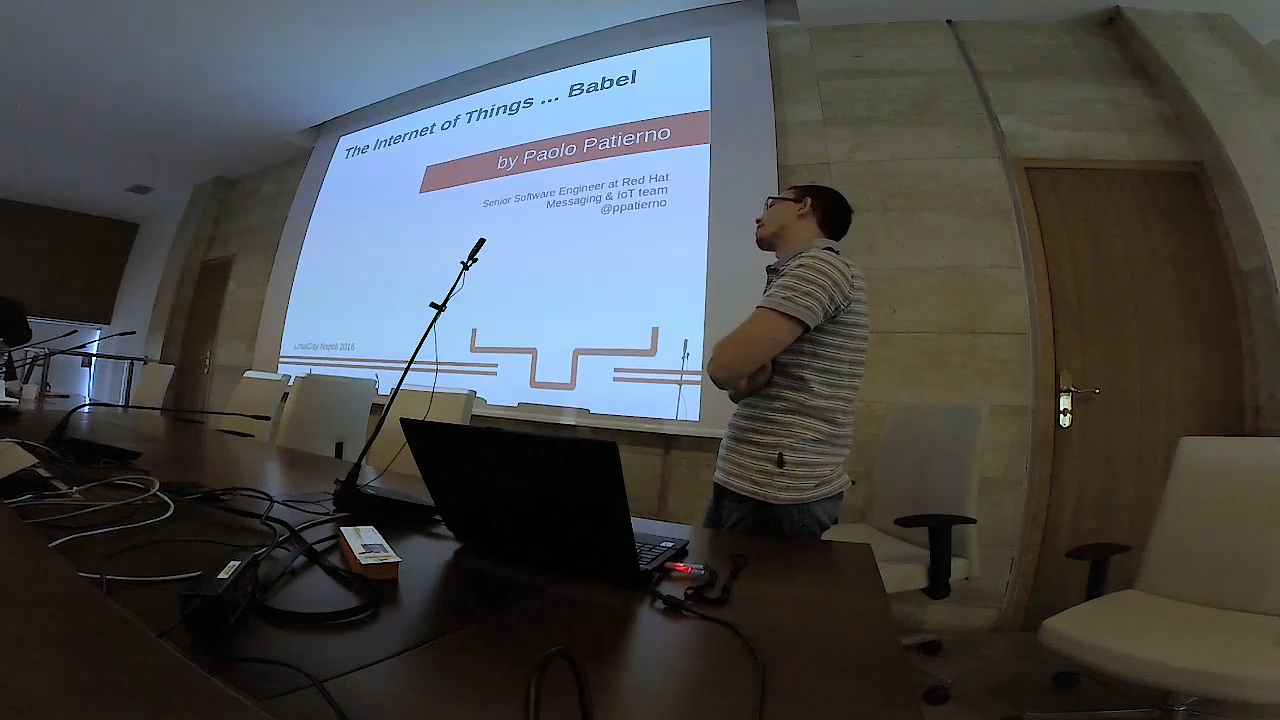 The Internet of Things ... Babel
by Paolo Patierno
Senior Software Engineer at Red Hat
Messaging & IoT team
@ppatierno
LinuxDay Napoli 2016